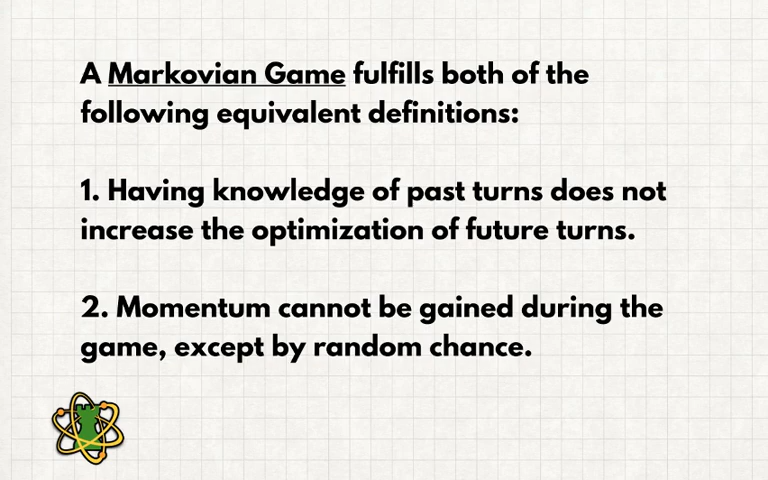 A Markovian Game fulfills both of the
following equivalent definitions:
1. Having knowledge of past turns does not
increase the optimization of future turns.
2. Momentum cannot be gained during the
game, except by random chance.